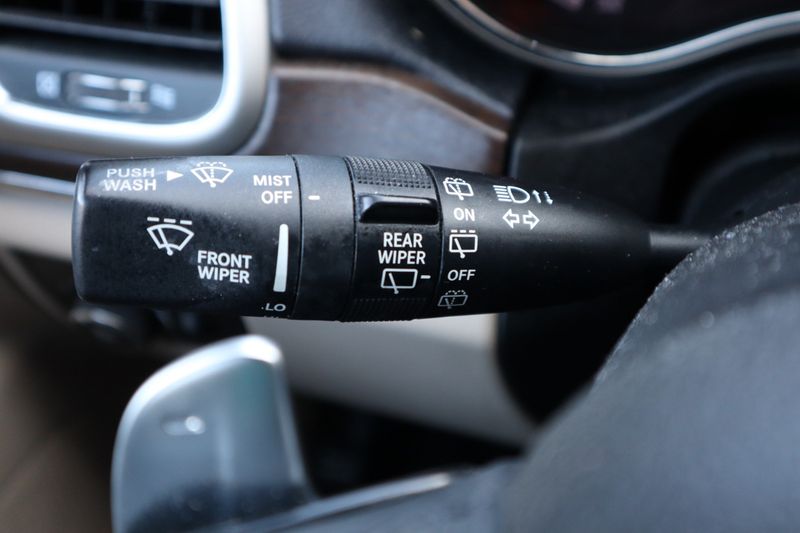 PUSH
WASH
MIST
OFF
FRONT
WIPER
LO
REAR
WIPER
ON
OFF